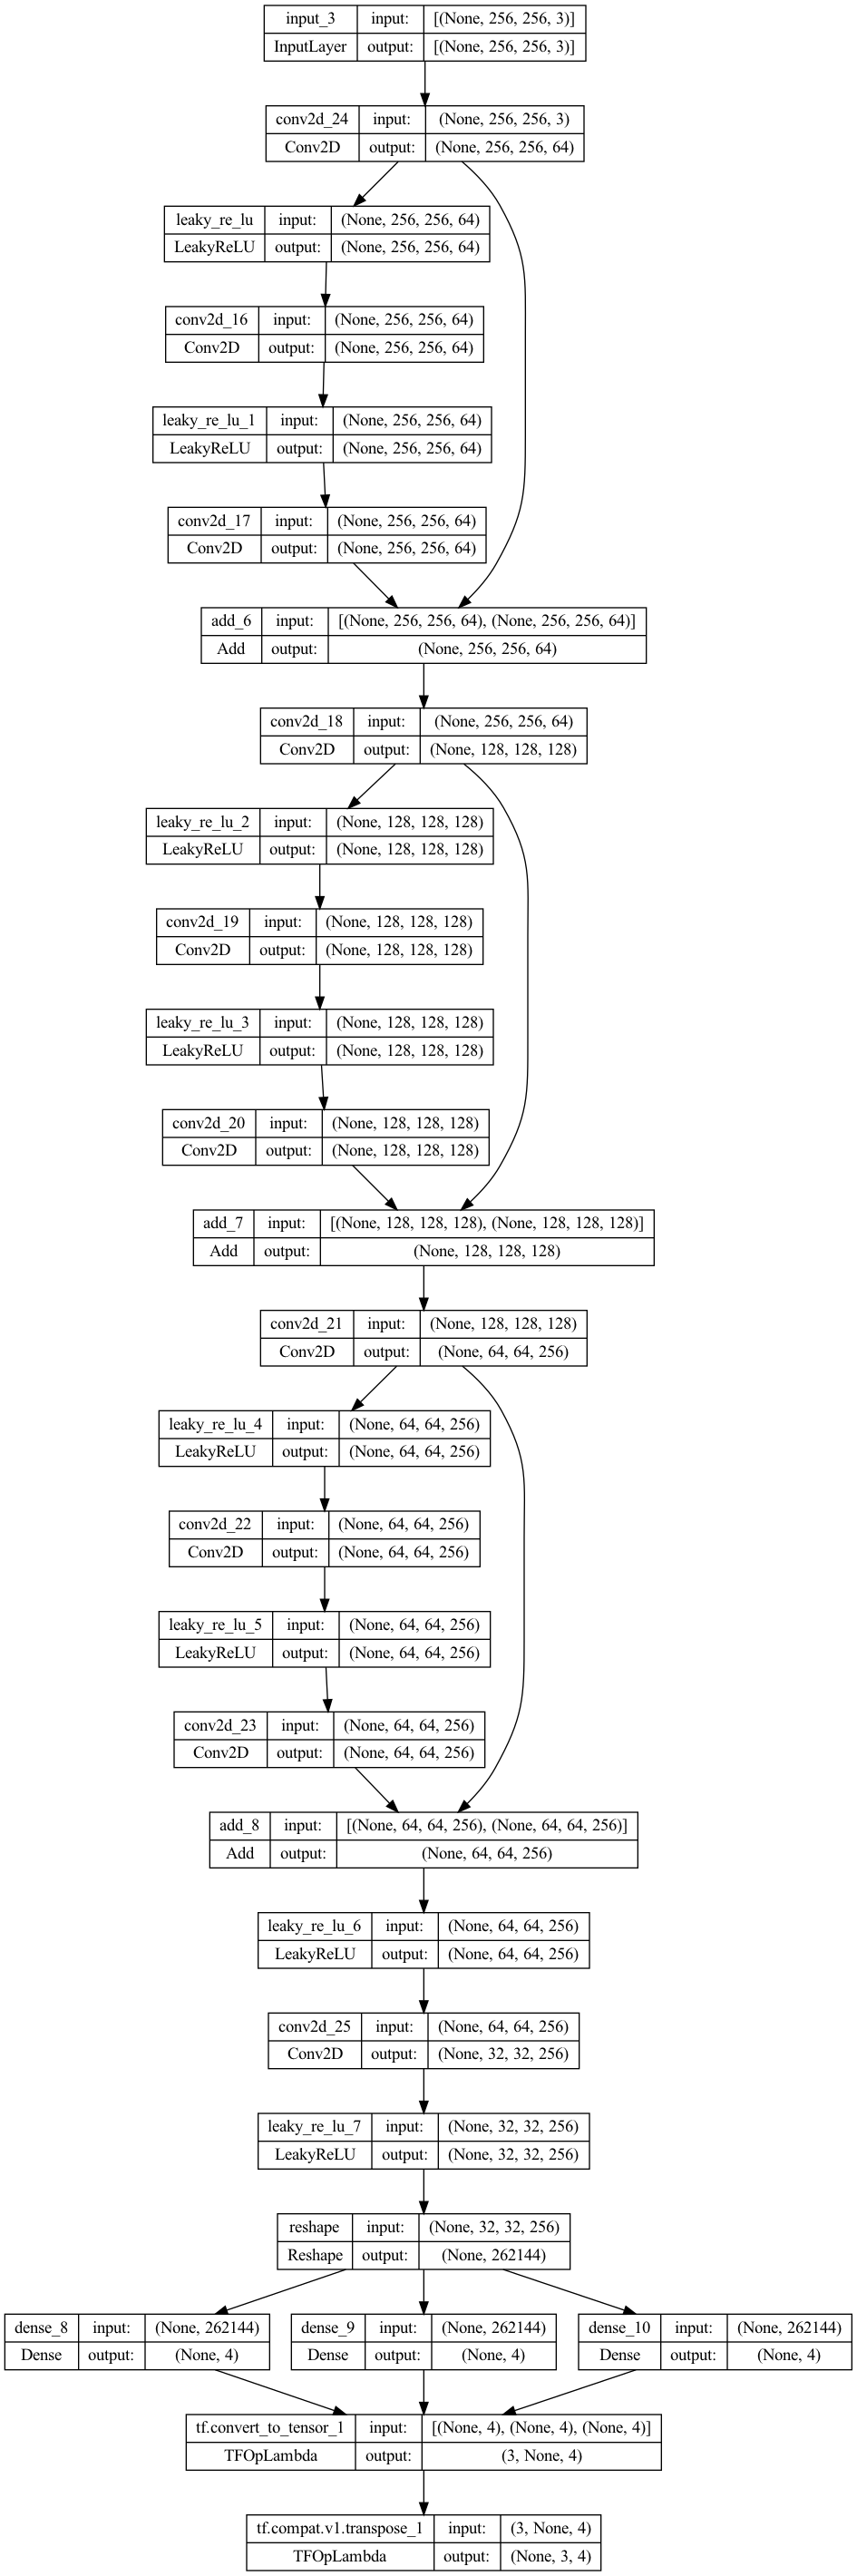 input_3 input: [(None, 256, 256, 3)]
InputLayer output: [(None, 256, 256, 3)]
conv2d_24 input: (None, 256, 256, 3)
Conv2D output: (None, 256, 256, 64)
leaky_re_lu input: (None, 256, 256, 64)
LeakyReLU output: (None, 256, 256, 64)
conv2d_16 input: (None, 256, 256, 64)
Conv2D output: (None, 256, 256, 64)
leaky_re_lu_1 input: (None, 256, 256, 64)
LeakyReLU output: (None, 256, 256, 64)
conv2d_17 input: (None, 256, 256, 64)
Conv2D output: (None, 256, 256, 64)
add_6 input: [(None, 256, 256, 64), (None, 256, 256, 64)]
Add output: (None, 256, 256, 64)
conv2d_18 input: (None, 256, 256, 64)
Conv2D output: (None, 128, 128, 128)
leaky_re_lu_2 input: (None, 128, 128, 128)
LeakyReLU output: (None, 128, 128, 128)
conv2d_19 input: (None, 128, 128, 128)
Conv2D output: (None, 128, 128, 128)
leaky_re_lu_3 input: (None, 128, 128, 128)
LeakyReLU output: (None, 128, 128, 128)
conv2d_20 input: (None, 128, 128, 128)
Conv2D output: (None, 128, 128, 128)
add_7 input: [(None, 128, 128, 128), (None, 128, 128, 128)]
Add output: (None, 128, 128, 128)
conv2d_21 input: (None, 128, 128, 128)
Conv2D output: (None, 64, 64, 256)
leaky_re_lu_4 input: (None, 64, 64, 256)
LeakyReLU output: (None, 64, 64, 256)
conv2d_22 input: (None, 64, 64, 256)
Conv2D output: (None, 64, 64, 256)
leaky_re_lu_5 input: (None, 64, 64, 256)
LeakyReLU output: (None, 64, 64, 256)
conv2d_23 input: (None, 64, 64, 256)
Conv2D output: (None, 64, 64, 256)
add_8 input: [(None, 64, 64, 256), (None, 64, 64, 256)]
Add output: (None, 64, 64, 256)
leaky_re_lu_6 input: (None, 64, 64, 256)
LeakyReLU output: (None, 64, 64, 256)
conv2d_25 input: (None, 64, 64, 256)
Conv2D output: (None, 32, 32, 256)
leaky_re_lu_7 input: (None, 32, 32, 256)
LeakyReLU output: (None, 32, 32, 256)
reshape input: (None, 32, 32, 256)
Reshape output: (None, 262144)
dense_8 input: (None, 262144)
Dense output: (None, 4)
dense_9 input: (None, 262144)
Dense output: (None, 4)
dense_10 input: (None, 262144)
Dense output: (None, 4)
tf.convert_to_tensor_1 input: [(None, 4), (None, 4), (None, 4)]
TFOpLambda output: (3, None, 4)
tf.compat.v1.transpose_1 input: (3, None, 4)
TFOpLambda output: (None, 3, 4)